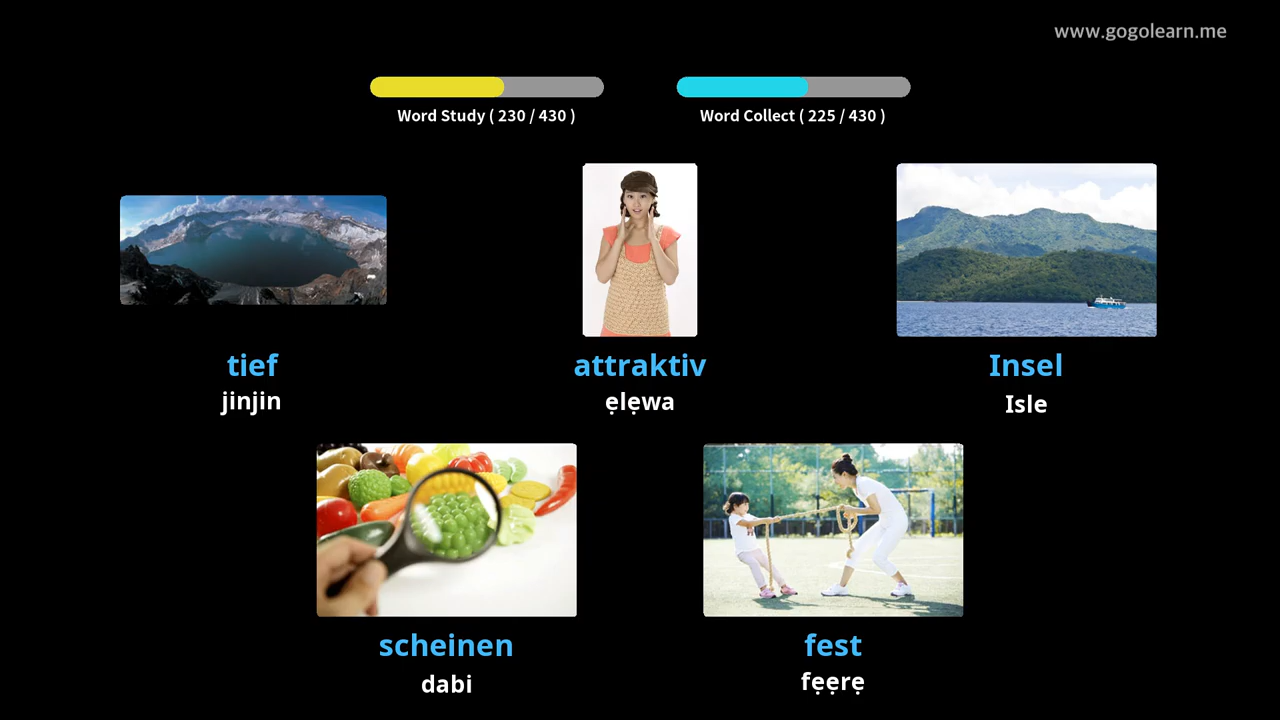 www.gogolearn.me
Word Study ( 230 / 430 )
Word Collect ( 225 / 430 )
tief
jinjin
attraktiv
ẹlẹwa
Insel
Isle
scheinen
dabi
fest
fẹẹrẹ